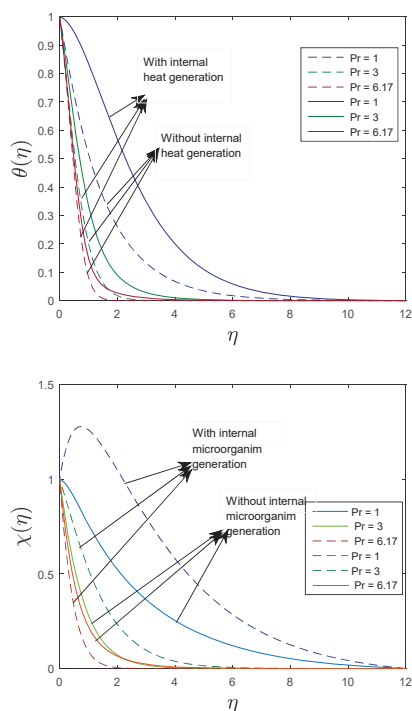 1
0.9
0.8
0.7
0.6
0.5
0.4
0.3
0.2
0.1
0
θ(η)
With internal
heat generation
Without internal
heat generation
Pr = 1
Pr = 3
Pr = 6.17
Pr = 1
Pr = 3
Pr = 6.17
0 2 4 6 8 10 12
η
1.5
1
0.5
0
χ(η)
With internal
microorganim
generation
Without internal
microorganim
generation
Pr = 1
Pr = 3
Pr = 6.17
Pr = 1
Pr = 3
Pr = 6.17
0 2 4 6 8 10 12
η